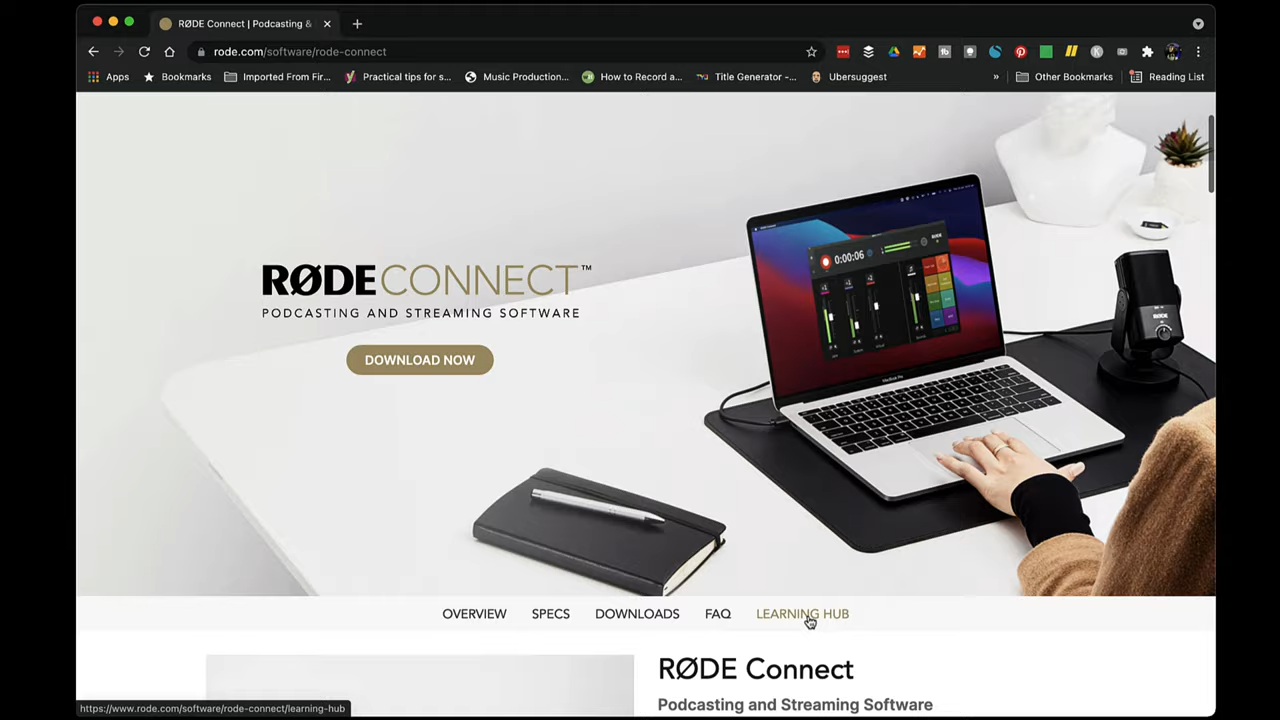 RØDE Connect | Podcasting &
rode.com/software/rode-connect
Apps
Bookmarks
Imported From Fir...
Practical tips for s...
Music Production...
How to Record a...
Title Generator -...
Ubersuggest
»
Other Bookmarks
Reading List
0:00:06
RØDE
RØDECONNECT™
PODCASTING AND STREAMING SOFTWARE
DOWNLOAD NOW
MacBook Pro
OVERVIEW
SPECS
DOWNLOADS
FAQ
LEARNING HUB
RØDE Connect
Podcasting and Streaming Software
https://www.rode.com/software/rode-connect/learning-hub